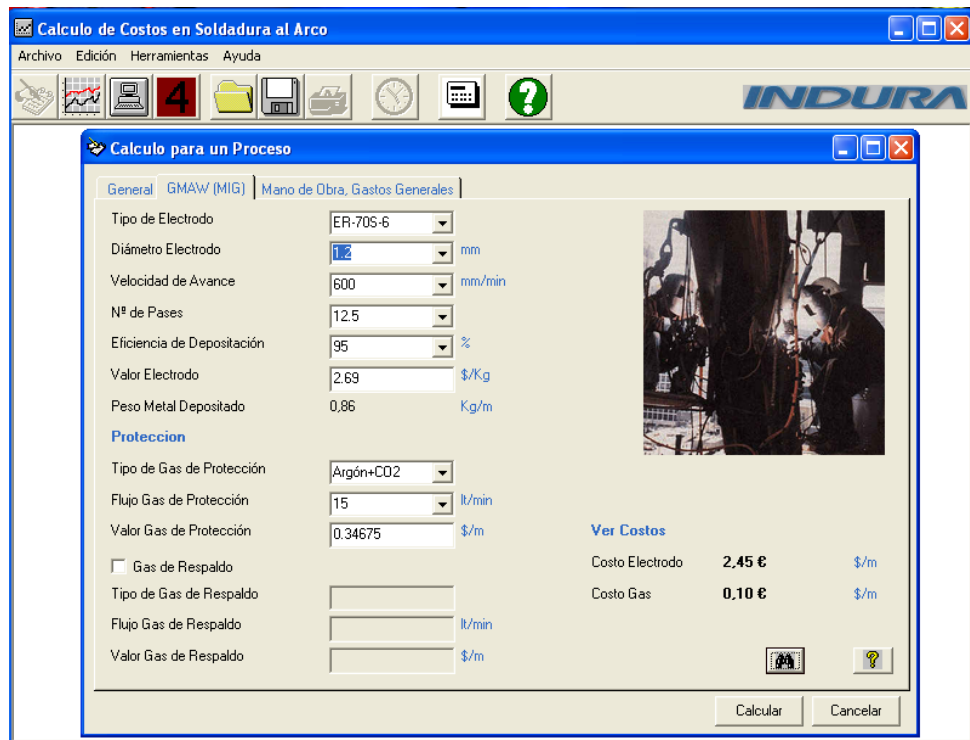 Calculo de Costos en Soldadura al Arco
Archivo Edición Herramientas Ayuda
4 ? INDURA
Calculo para un Proceso
General GMAW (MIG) Mano de Obra, Gastos Generales
Tipo de Electrodo ER-70S-6
Diámetro Electrodo 1.2 mm
Velocidad de Avance 600 mm/min
Nº de Pases 12.5
Eficiencia de Depositación 95 %
Valor Electrodo 2.69 $/Kg
Peso Metal Depositado 0,86 Kg/m
Proteccion
Tipo de Gas de Protección Argón+CO2
Flujo Gas de Protección 15 lt/min
Valor Gas de Protección 0.34675 $/m Ver Costos
Gas de Respaldo Costo Electrodo 2,45 € $/m
Tipo de Gas de Respaldo Costo Gas 0,10 € $/m
Flujo Gas de Respaldo lt/min
Valor Gas de Respaldo $/m ?
Calcular Cancelar